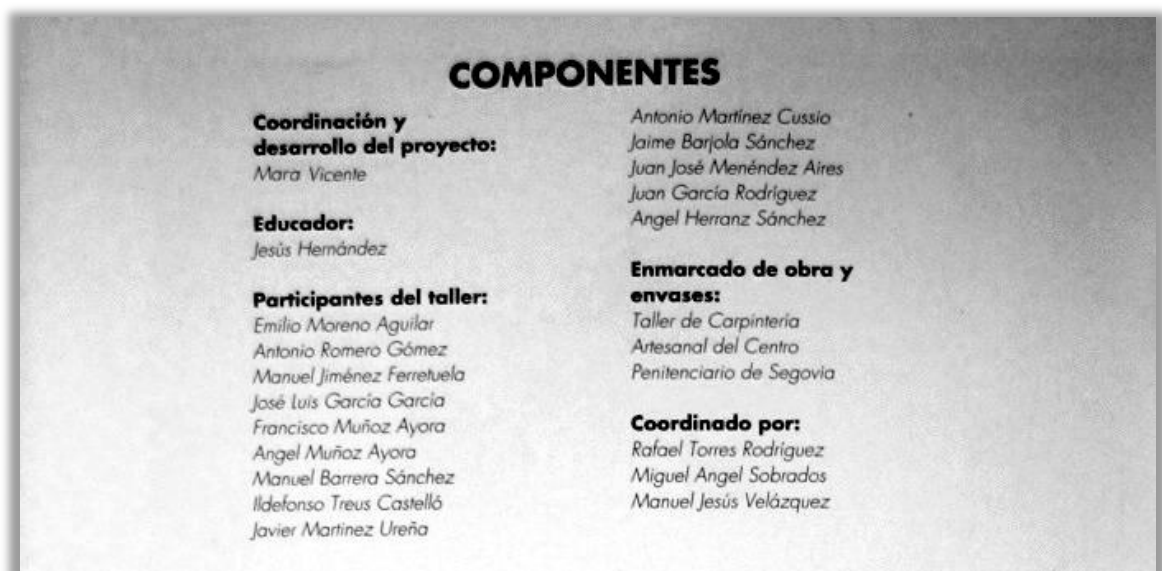 COMPONENTES
Coordinación y
desarrollo del proyecto:
Mara Vicente
Educador:
Jesús Hernández
Participantes del taller:
Emilio Moreno Aguilar
Antonio Romero Gómez
Manuel Jiménez Ferretuela
José Luis García García
Francisco Muñoz Ayora
Angel Muñoz Ayora
Manuel Barrera Sánchez
Ildefonso Treus Castelló
Javier Martinez Ureña
Antonio Martínez Cussio
Jaime Barjola Sánchez
Juan José Menéndez Aires
Juan García Rodríguez
Angel Herranz Sánchez
Enmarcado de obra y
envases:
Taller de Carpintería
Artesanal del Centro
Penitenciario de Segovia
Coordinado por:
Rafael Torres Rodríguez
Miguel Angel Sobrados
Manuel Jesús Velázquez